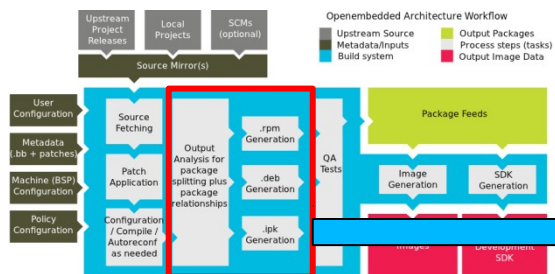 Openembedded Architecture Workflow
Upstream
Project
Releases
Local
Projects
SCMs
(optional)
Upstream Source
Metadata/Inputs
Build system
Output Packages
Process steps (tasks)
Output Image Data
Source Mirror(s)
User
Configuration
Metadata
(.bb + patches)
Machine (BSP)
Configuration
Policy
Configuration
Source
Fetching
Patch
Application
Configuration
/ Compile /
Autoreconf
as needed
Output
Analysis for
package
splitting plus
package
relationships
.rpm
Generation
.deb
Generation
.ipk
Generation
QA
Tests
Package Feeds
Image
Generation
SDK
Generation
Images
Development
SDK